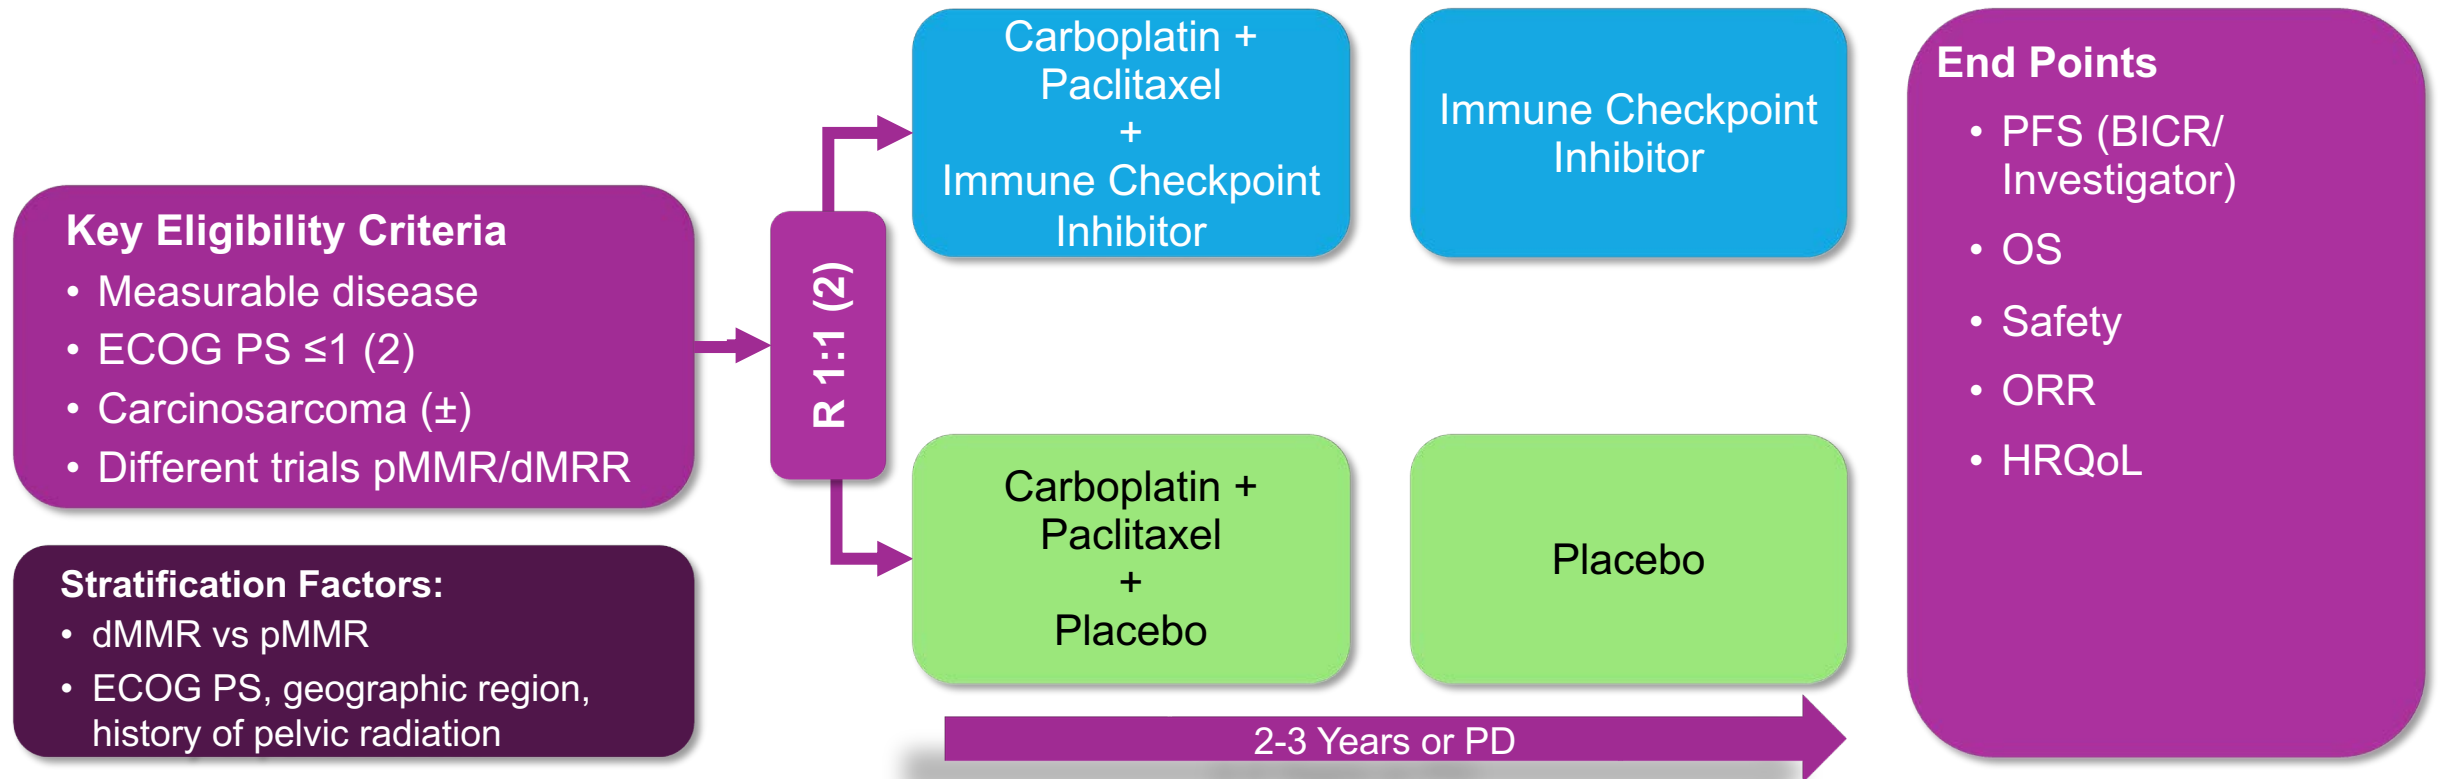 Key Eligibility Criteria
• Measurable disease
• ECOG PS ≤1 (2)
• Carcinosarcoma (±)
• Different trials pMMR/dMRR
Stratification Factors:
• dMMR vs pMMR
• ECOG PS, geographic region,
history of pelvic radiation
R 1:1 (2)
Carboplatin +
Paclitaxel
+
Immune Checkpoint
Inhibitor
Immune Checkpoint
Inhibitor
Carboplatin +
Paclitaxel
+
Placebo
Placebo
2-3 Years or PD
End Points
• PFS (BICR/
Investigator)
• OS
• Safety
• ORR
• HRQoL